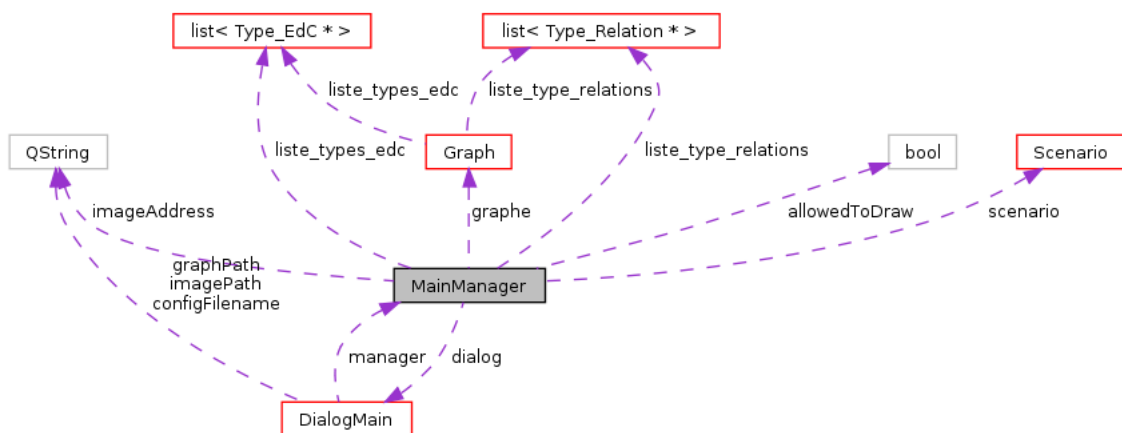 list< Type_EdC * >
list< Type_Relation * >
liste_types_edc
liste_type_relations
QString
liste_types_edc
Graph
liste_type_relations
bool
Scenario
imageAddress
graphe
allowedToDraw
scenario
graphPath
imagePath
configFilename
MainManager
manager
dialog
DialogMain